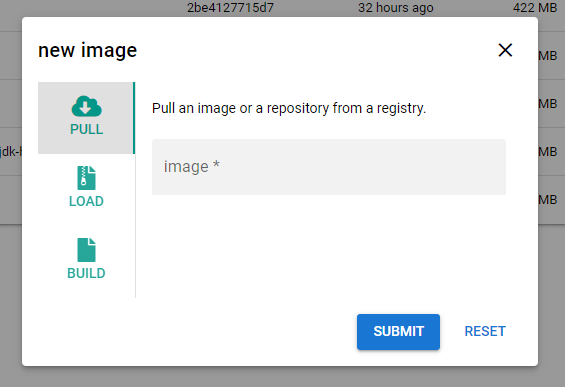 2be4127715d7 32 hours ago 422 MB
new image
MB
PULL
Pull an image or a repository from a registry.
MB
jdk-
MB
image *
LOAD
MB
BUILD
SUBMIT RESET